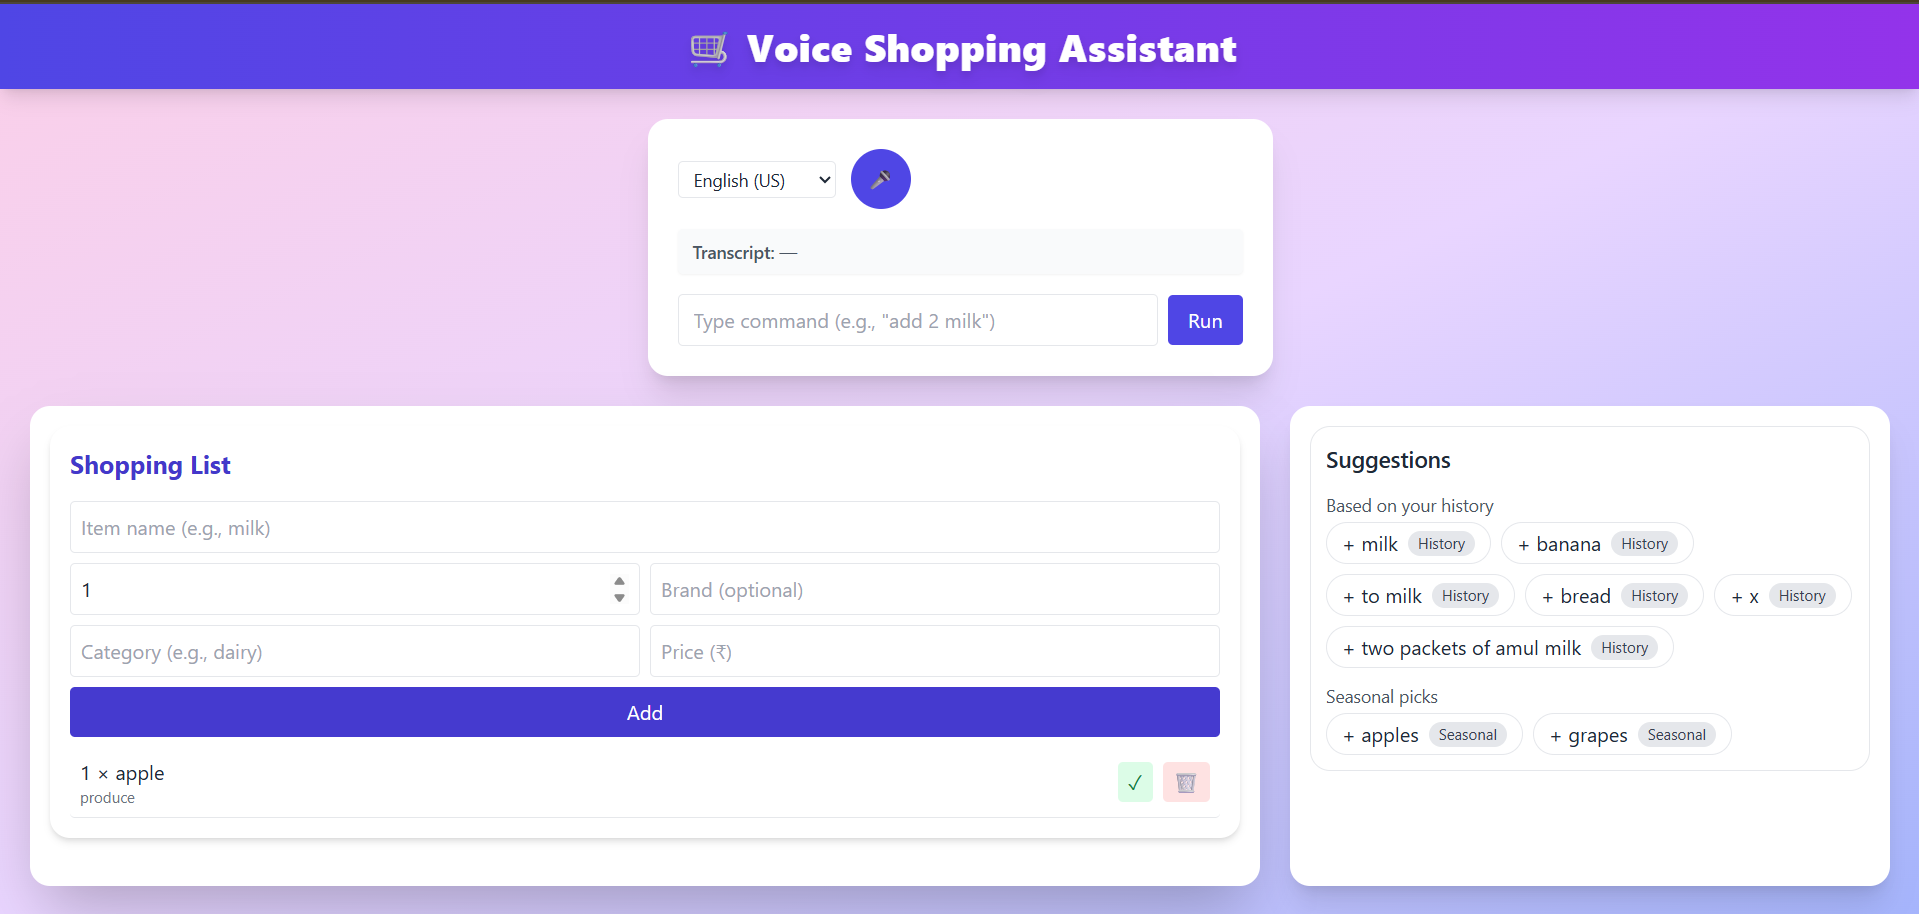 Voice Shopping Assistant
English (US)
Transcript: —
Type command (e.g., "add 2 milk")
Run
Shopping List
Item name (e.g., milk)
1
Brand (optional)
Category (e.g., dairy)
Price (₹)
Add
1 × apple
produce
✓
Suggestions
Based on your history
+ milk History
+ banana History
+ to milk History
+ bread History
+ x History
+ two packets of amul milk History
Seasonal picks
+ apples Seasonal
+ grapes Seasonal